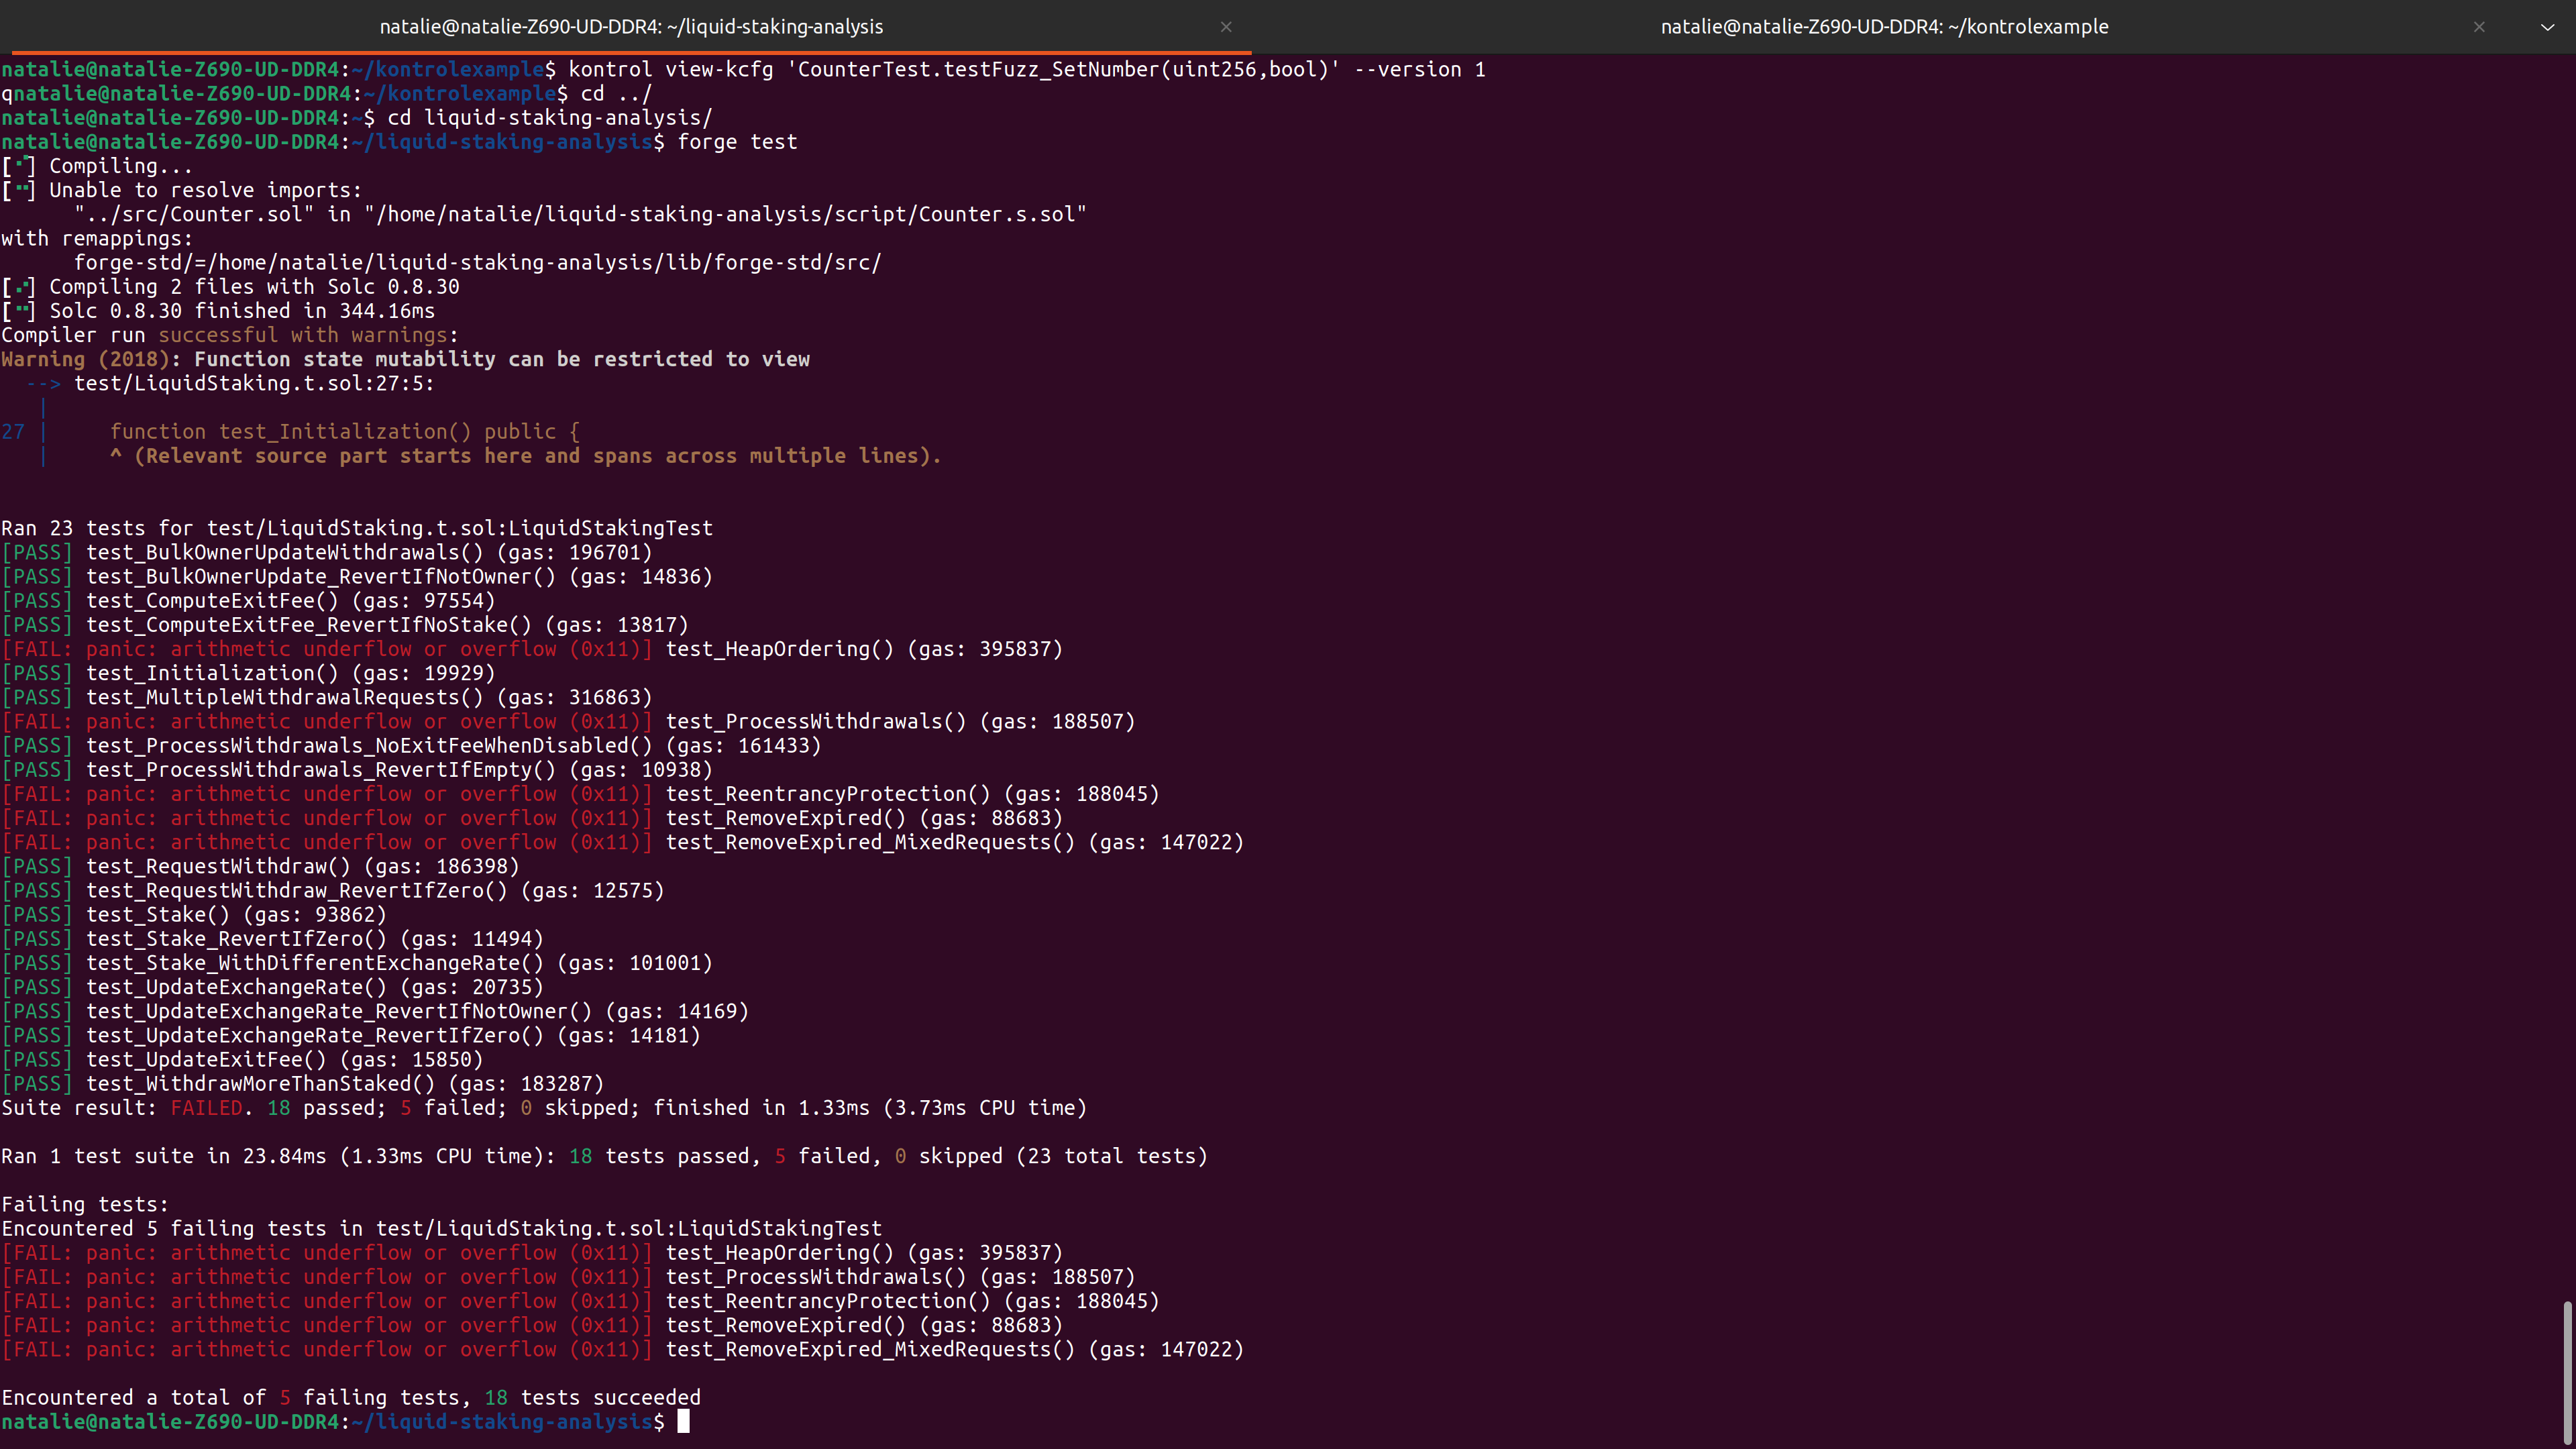 natalie@natalie-Z690-UD-DDR4: ~/liquid-staking-analysis
natalie@natalie-Z690-UD-DDR4: ~/kontrolexample
natalie@natalie-Z690-UD-DDR4:~/kontrolexample$ kontrol view-kcfg 'CounterTest.testFuzz_SetNumber(uint256,bool)' --version 1
qnatalie@natalie-Z690-UD-DDR4:~/kontrolexample$ cd ../
natalie@natalie-Z690-UD-DDR4:~$ cd liquid-staking-analysis/
natalie@natalie-Z690-UD-DDR4:~/liquid-staking-analysis$ forge test
[⠊] Compiling...
[⠉] Unable to resolve imports:
      "../src/Counter.sol" in "/home/natalie/liquid-staking-analysis/script/Counter.s.sol"
with remappings:
      forge-std/=/home/natalie/liquid-staking-analysis/lib/forge-std/src/
[⠔] Compiling 2 files with Solc 0.8.30
[⠒] Solc 0.8.30 finished in 344.16ms
Compiler run successful with warnings:
Warning (2018): Function state mutability can be restricted to view
  --> test/LiquidStaking.t.sol:27:5:
   |
27 |     function test_Initialization() public {
   |     ^ (Relevant source part starts here and spans across multiple lines).
Ran 23 tests for test/LiquidStaking.t.sol:LiquidStakingTest
[PASS] test_BulkOwnerUpdateWithdrawals() (gas: 196701)
[PASS] test_BulkOwnerUpdate_RevertIfNotOwner() (gas: 14836)
[PASS] test_ComputeExitFee() (gas: 97554)
[PASS] test_ComputeExitFee_RevertIfNoStake() (gas: 13817)
[FAIL: panic: arithmetic underflow or overflow (0x11)] test_HeapOrdering() (gas: 395837)
[PASS] test_Initialization() (gas: 19929)
[PASS] test_MultipleWithdrawalRequests() (gas: 316863)
[FAIL: panic: arithmetic underflow or overflow (0x11)] test_ProcessWithdrawals() (gas: 188507)
[PASS] test_ProcessWithdrawals_NoExitFeeWhenDisabled() (gas: 161433)
[PASS] test_ProcessWithdrawals_RevertIfEmpty() (gas: 10938)
[FAIL: panic: arithmetic underflow or overflow (0x11)] test_ReentrancyProtection() (gas: 188045)
[FAIL: panic: arithmetic underflow or overflow (0x11)] test_RemoveExpired() (gas: 88683)
[FAIL: panic: arithmetic underflow or overflow (0x11)] test_RemoveExpired_MixedRequests() (gas: 147022)
[PASS] test_RequestWithdraw() (gas: 186398)
[PASS] test_RequestWithdraw_RevertIfZero() (gas: 12575)
[PASS] test_Stake() (gas: 93862)
[PASS] test_Stake_RevertIfZero() (gas: 11494)
[PASS] test_Stake_WithDifferentExchangeRate() (gas: 101001)
[PASS] test_UpdateExchangeRate() (gas: 20735)
[PASS] test_UpdateExchangeRate_RevertIfNotOwner() (gas: 14169)
[PASS] test_UpdateExchangeRate_RevertIfZero() (gas: 14181)
[PASS] test_UpdateExitFee() (gas: 15850)
[PASS] test_WithdrawMoreThanStaked() (gas: 183287)
Suite result: FAILED. 18 passed; 5 failed; 0 skipped; finished in 1.33ms (3.73ms CPU time)
Ran 1 test suite in 23.84ms (1.33ms CPU time): 18 tests passed, 5 failed, 0 skipped (23 total tests)
Failing tests:
Encountered 5 failing tests in test/LiquidStaking.t.sol:LiquidStakingTest
[FAIL: panic: arithmetic underflow or overflow (0x11)] test_HeapOrdering() (gas: 395837)
[FAIL: panic: arithmetic underflow or overflow (0x11)] test_ProcessWithdrawals() (gas: 188507)
[FAIL: panic: arithmetic underflow or overflow (0x11)] test_ReentrancyProtection() (gas: 188045)
[FAIL: panic: arithmetic underflow or overflow (0x11)] test_RemoveExpired() (gas: 88683)
[FAIL: panic: arithmetic underflow or overflow (0x11)] test_RemoveExpired_MixedRequests() (gas: 147022)
Encountered a total of 5 failing tests, 18 tests succeeded
natalie@natalie-Z690-UD-DDR4:~/liquid-staking-analysis$